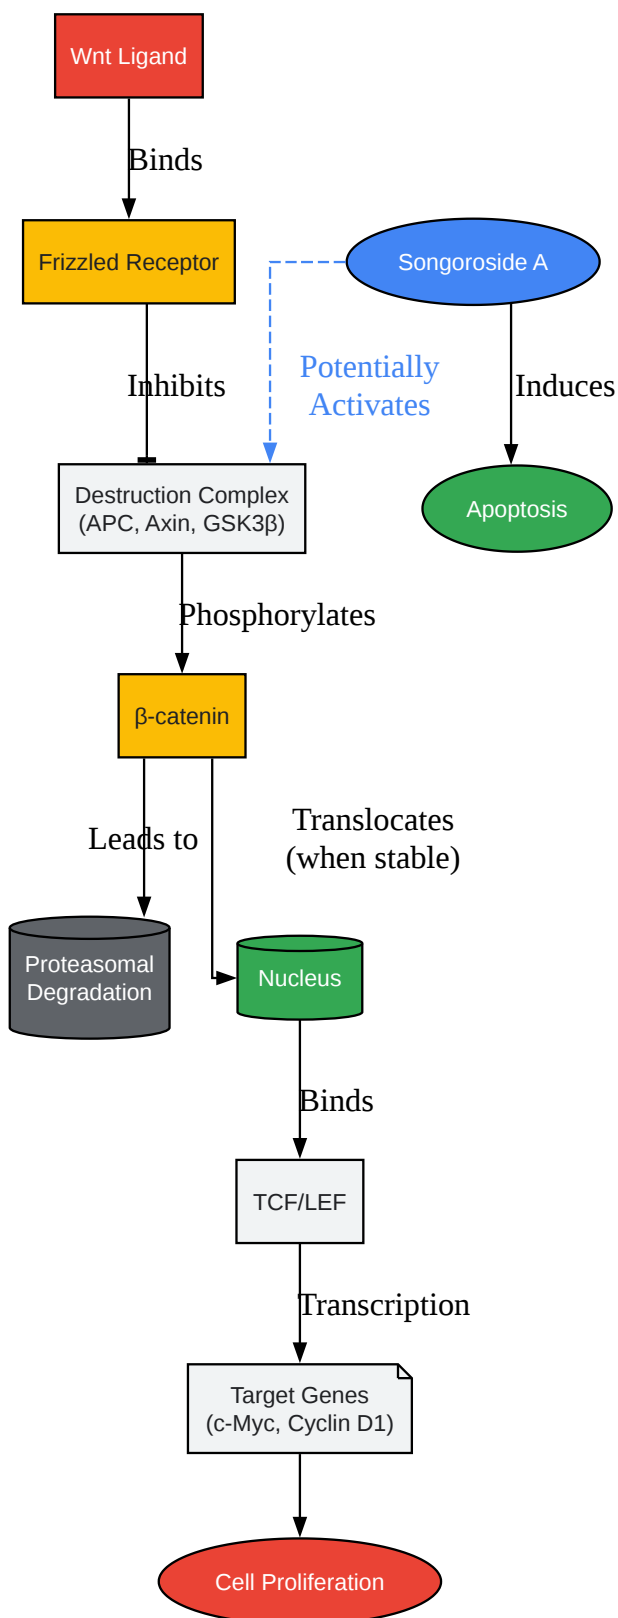 Wnt Ligand
Binds
Frizzled Receptor
Songoroside A
Inhibits
Potentially
Activates
Induces
Destruction Complex
(APC, Axin, GSK3β)
Apoptosis
Phosphorylates
β-catenin
Leads to
Translocates
(when stable)
Proteasomal
Degradation
Nucleus
Binds
TCF/LEF
Transcription
Target Genes
(c-Myc, Cyclin D1)
Cell Proliferation